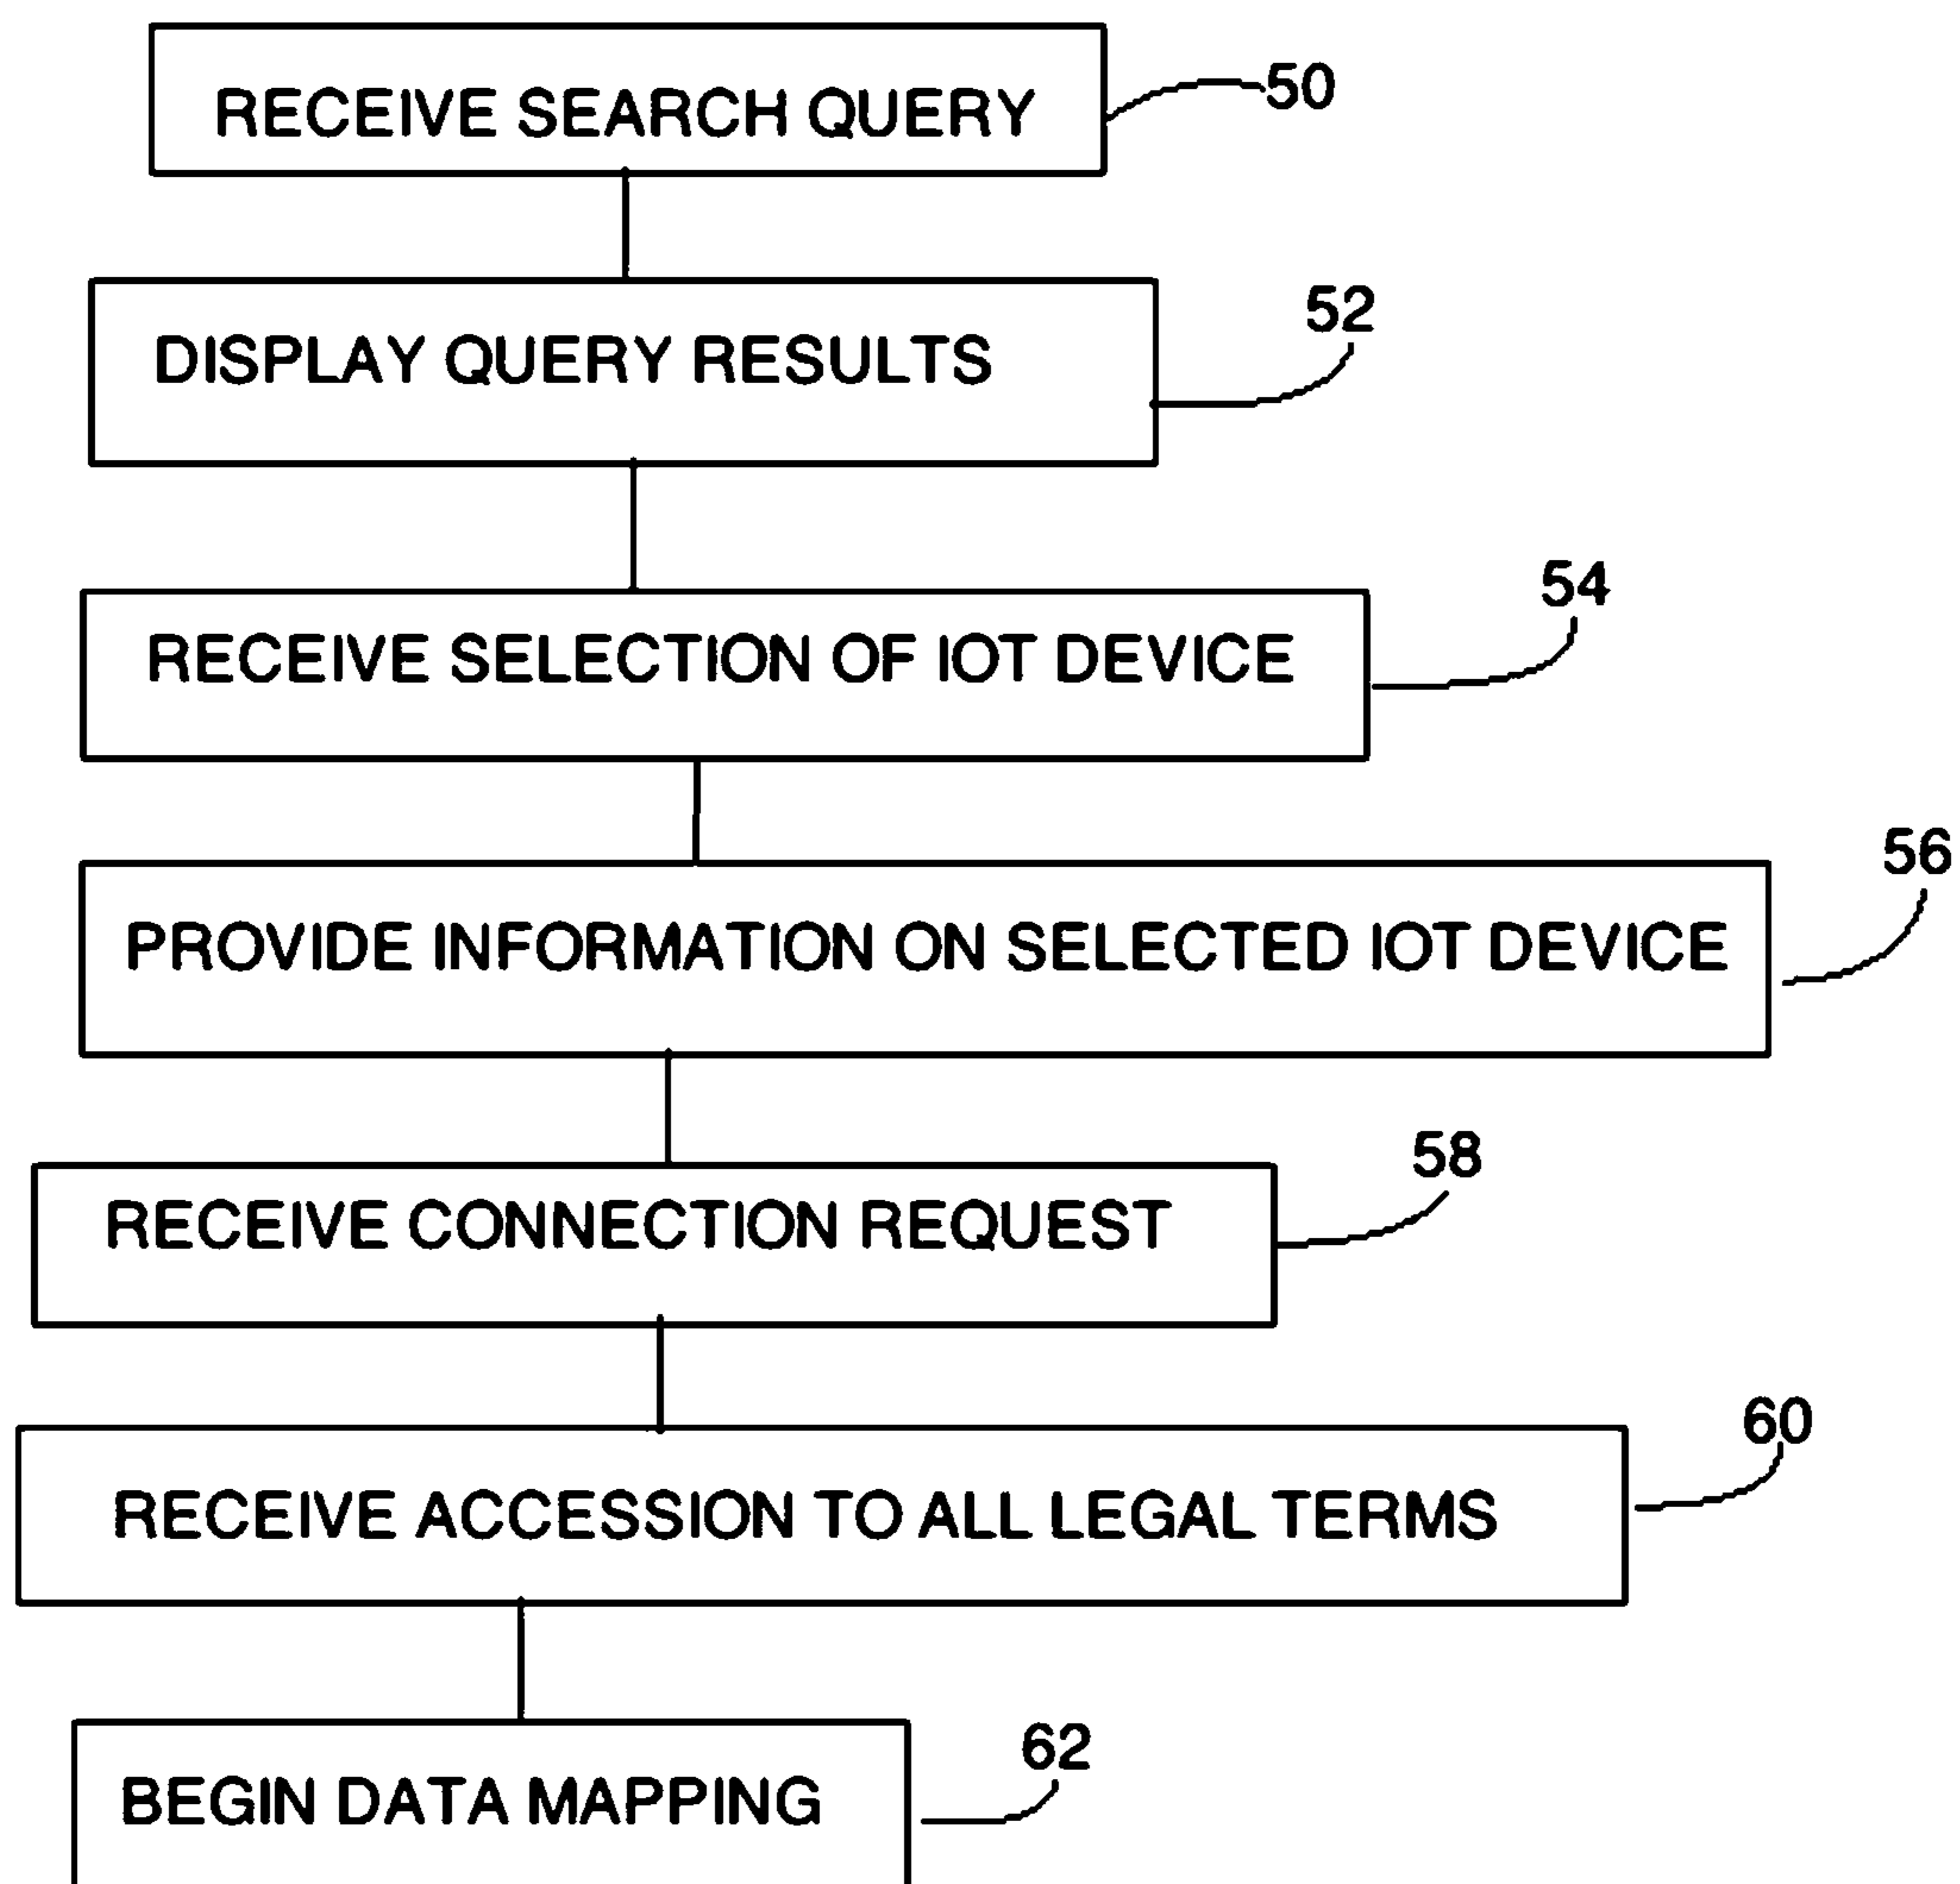 RECEIVE SEARCH QUERY
50
DISPLAY QUERY RESULTS
52
RECEIVE SELECTION OF IOT DEVICE
54
PROVIDE INFORMATION ON SELECTED IOT DEVICE
56
RECEIVE CONNECTION REQUEST
58
RECEIVE ACCESSION TO ALL LEGAL TERMS
60
BEGIN DATA MAPPING
62